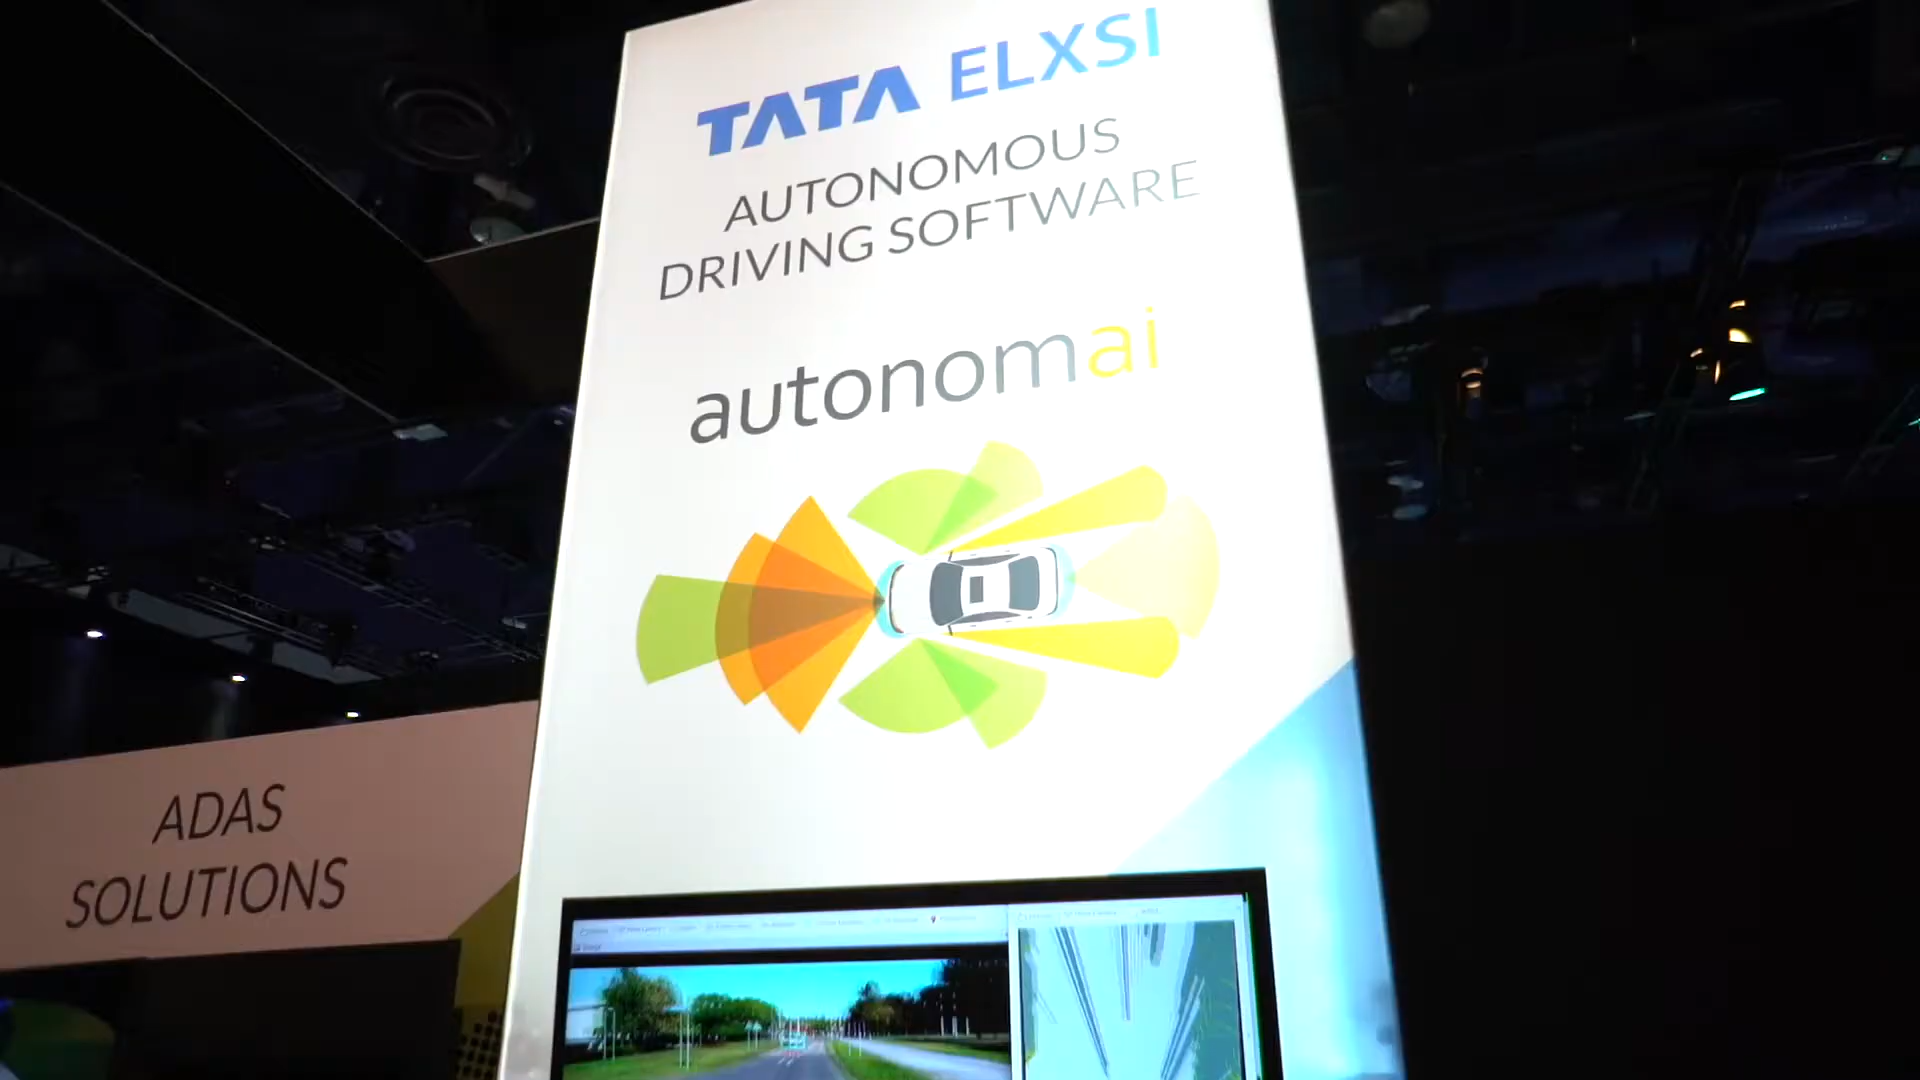 TATA ELXSI
AUTONOMOUS
DRIVING SOFTWARE
autonomai
ADAS
SOLUTIONS